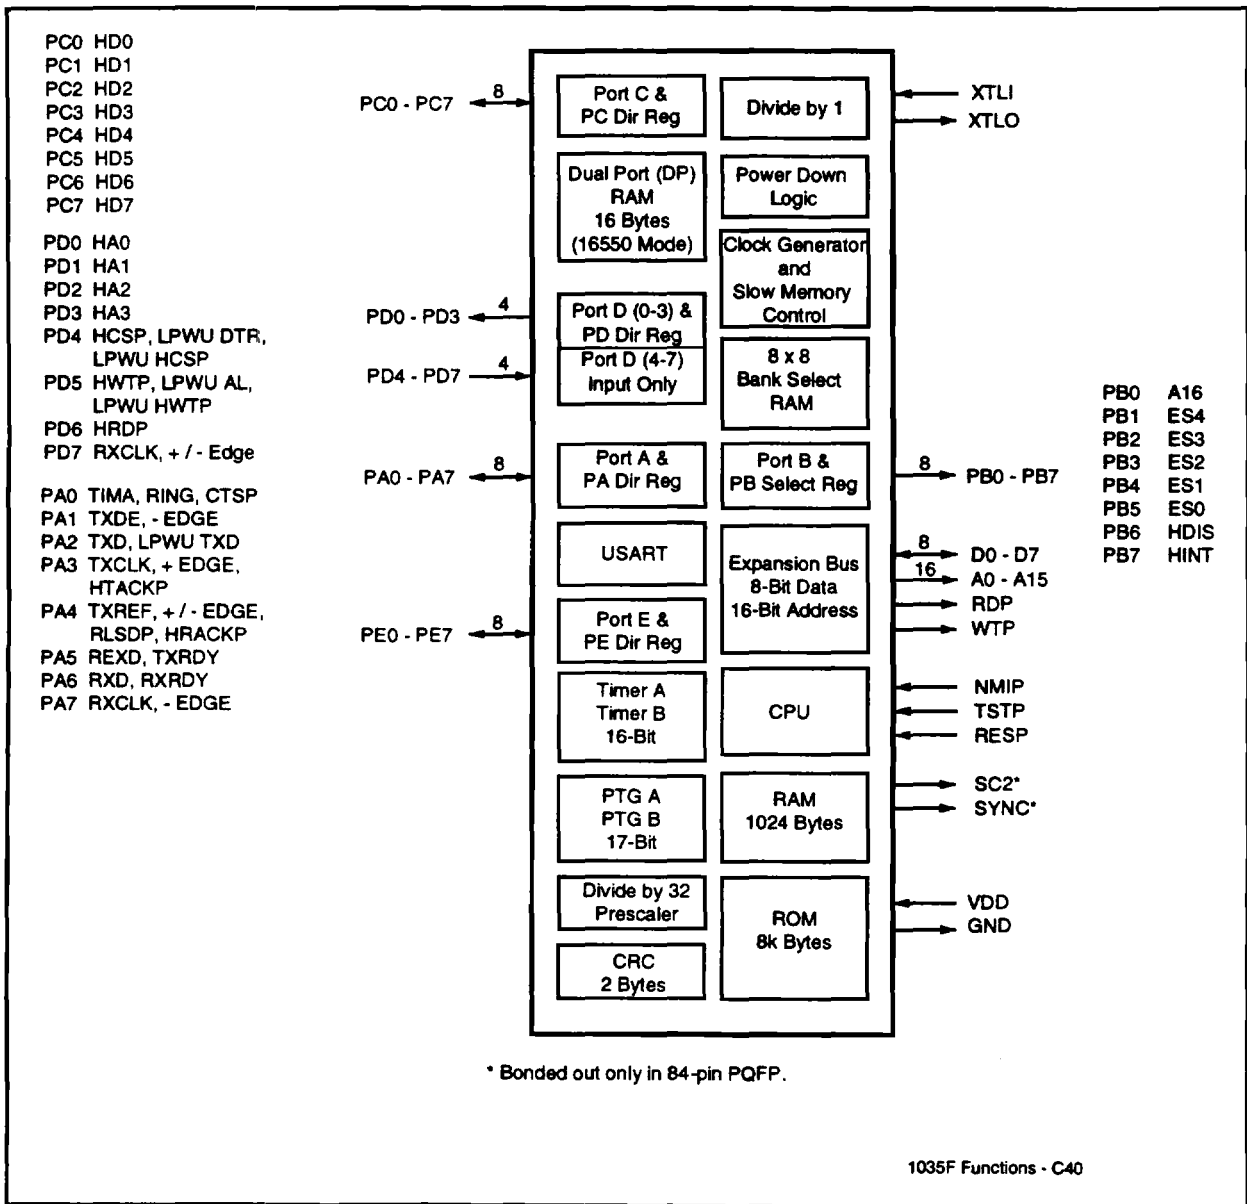 PC0 HD0
PC1 HD1
PC2 HD2
PC3 HD3
PC4 HD4
PC5 HD5
PC6 HD6
PC7 HD7
PD0 HA0
PD1 HA1
PD2 HA2
PD3 HA3
PD4 HCSP, LPWU DTR,
LPWU HCSP
PD5 HWTP, LPWU AL,
LPWU HWTP
PD6 HRDP
PD7 RXCLK, + / - Edge
PA0 TIMA, RING, CTSP
PA1 TXDE, - EDGE
PA2 TXD, LPWU TXD
PA3 TXCLK, + EDGE,
HTACKP
PA4 TXREF, + / - EDGE,
RLSDP, HRACKP
PA5 REXD, TXRDY
PA6 RXD, RXRDY
PA7 RXCLK, - EDGE
PC0 - PC7
8
PD0 - PD3
4
PD4 - PD7
4
PA0 - PA7
8
PE0 - PE7
8
Port C &
PC Dir Reg
Dual Port (DP)
RAM
16 Bytes
(16550 Mode)
Port D (0-3) &
PD Dir Reg
Port D (4-7)
Input Only
Port A &
PA Dir Reg
USART
Port E &
PE Dir Reg
Timer A
Timer B
16-Bit
PTG A
PTG B
17-Bit
Divide by 32
Prescaler
CRC
2 Bytes
Divide by 1
Power Down
Logic
Clock Generator
and
Slow Memory
Control
8 x 8
Bank Select
RAM
Port B &
PB Select Reg
Expansion Bus
8-Bit Data
16-Bit Address
CPU
RAM
1024 Bytes
ROM
8k Bytes
XTLI
XTLO
8
PB0 - PB7
8
D0 - D7
16
A0 - A15
RDP
WTP
NMIP
TSTP
RESP
SC2*
SYNC*
VDD
GND
PB0 A16
PB1 ES4
PB2 ES3
PB3 ES2
PB4 ES1
PB5 ES0
PB6 HDIS
PB7 HINT
* Bonded out only in 84-pin PQFP.
1035F Functions - C40